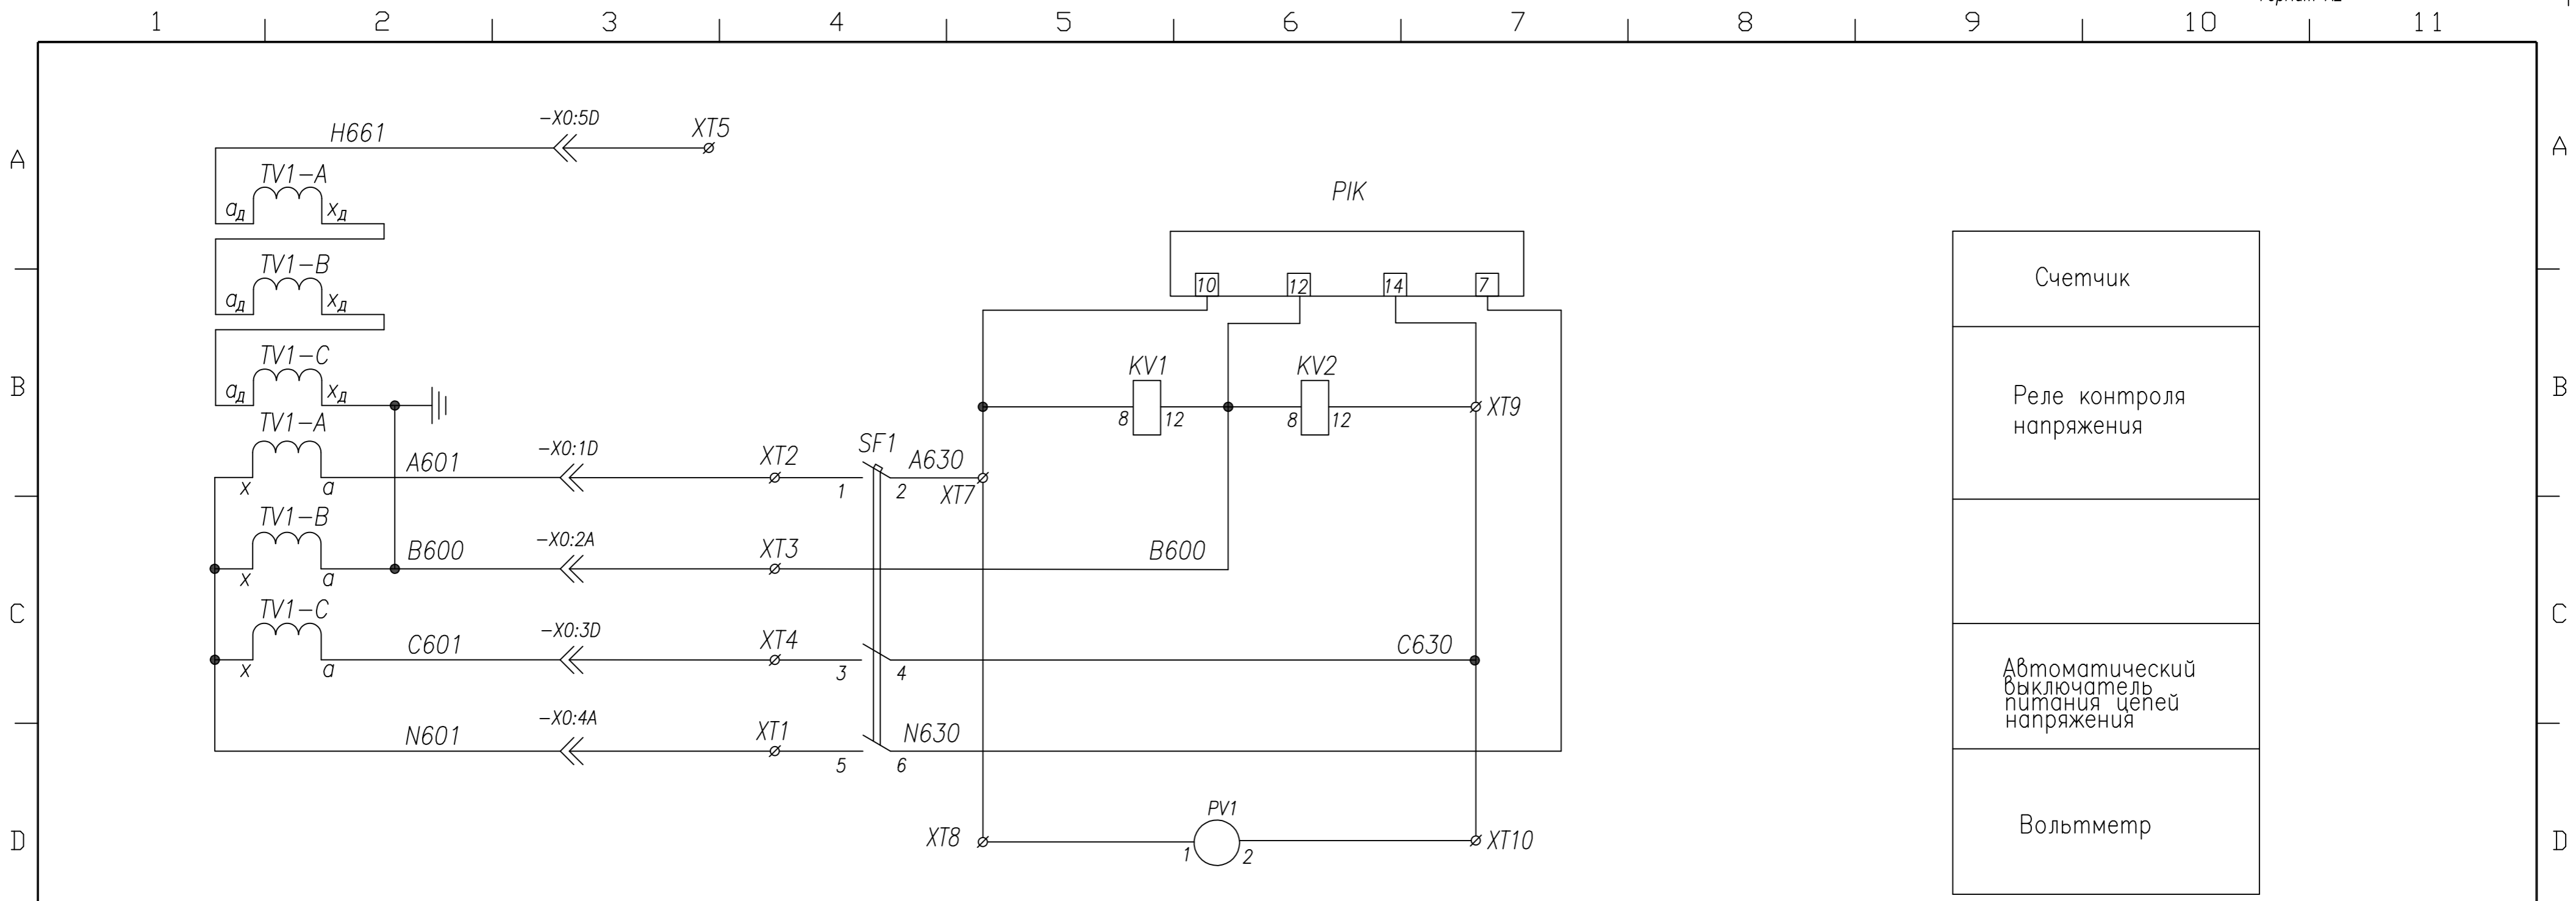 1 2 3 4 5 6 7 8 9 10 11
A A
H661 -X0:5D XT5
TV1-A
aд xд
PIK
TV1-B
aд xд
10 12 14 7
Счетчик
TV1-C
aд xд
KV1 KV2
8 12 8 12 XT9
B B
Реле контроля
напряжения
TV1-A
x a
A601 -X0:1D XT2 SF1 A630
1 2 XT7
TV1-B
x a
B600 -X0:2A XT3 B600
C C
TV1-C
x a
C601 -X0:3D XT4 C630
3 4
Автоматический
выключатель
питания цепей
напряжения
N601 -X0:4A XT1 N630
5 6
D D
XT8 PV1 XT10
1 2
Вольтметр